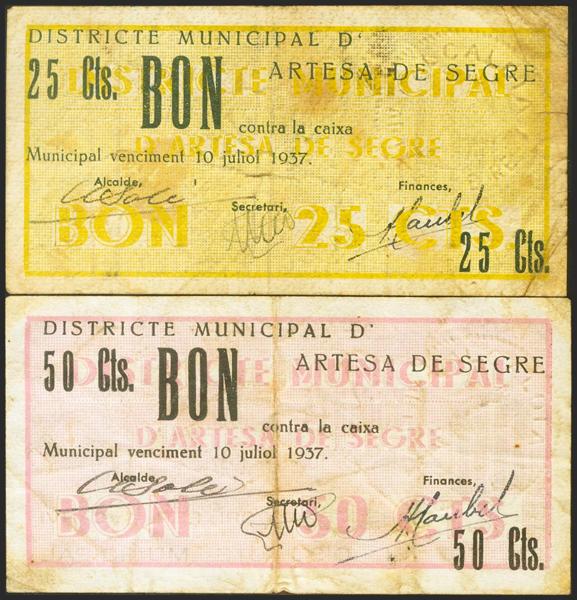 DISTRICTE MUNICIPAL D'
25 Cts. BON ARTESA DE SEGRE
DISTRICTE MUNICIPAL
contra la caixa
D'ARTESA DE SEGRE
Municipal venciment 10 juliol 1937.
Alcalde, Secretari, Finances,
BON 25 CTS
25 Cts.
DISTRICTE MUNICIPAL D'
50 Cts. BON ARTESA DE SEGRE
DISTRICTE MUNICIPAL
contra la caixa
D'ARTESA DE SEGRE
Municipal venciment 10 juliol 1937.
Alcalde, Secretari, Finances,
BON 50 CTS
50 Cts.